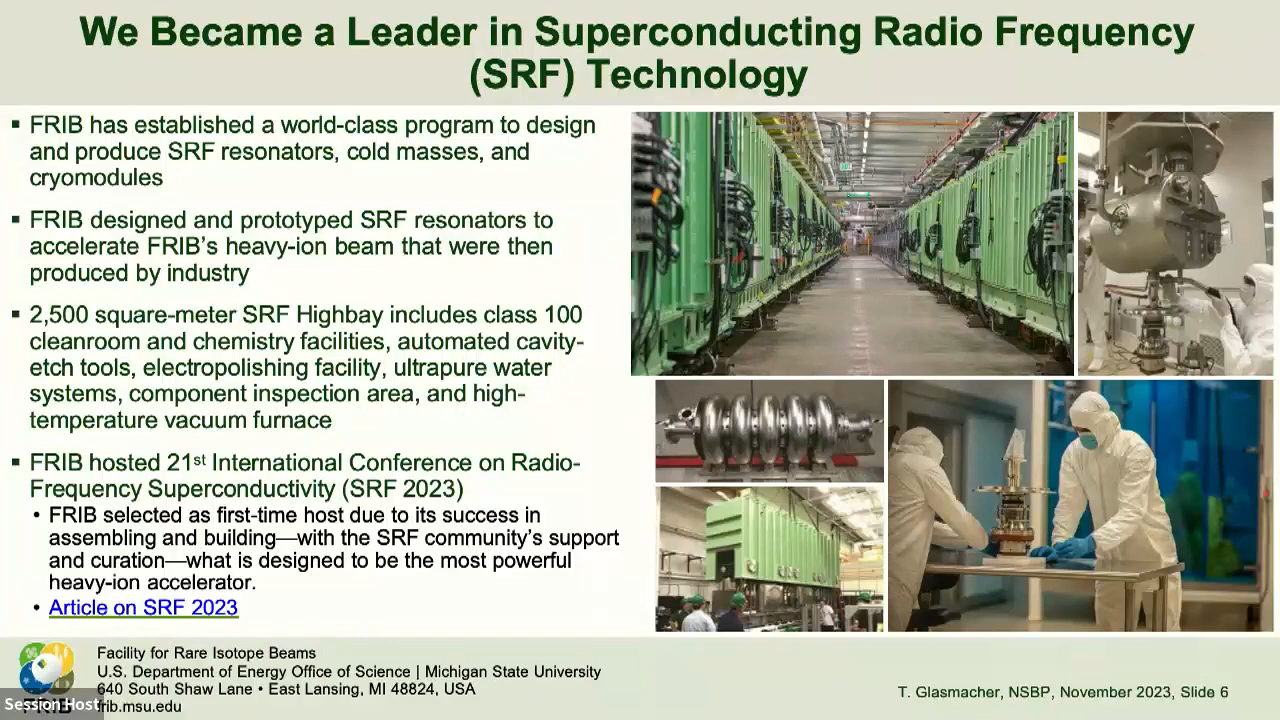 We Became a Leader in Superconducting Radio Frequency
(SRF) Technology
▪ FRIB has established a world-class program to design
and produce SRF resonators, cold masses, and
cryomodules
▪ FRIB designed and prototyped SRF resonators to
accelerate FRIB’s heavy-ion beam that were then
produced by industry
▪ 2,500 square-meter SRF Highbay includes class 100
cleanroom and chemistry facilities, automated cavity-
etch tools, electropolishing facility, ultrapure water
systems, component inspection area, and high-
temperature vacuum furnace
▪ FRIB hosted 21st International Conference on Radio-
Frequency Superconductivity (SRF 2023)
• FRIB selected as first-time host due to its success in
assembling and building—with the SRF community’s support
and curation—what is designed to be the most powerful
heavy-ion accelerator.
• Article on SRF 2023
Facility for Rare Isotope Beams
U.S. Department of Energy Office of Science | Michigan State University
640 South Shaw Lane • East Lansing, MI 48824, USA
frib.msu.edu
FRIB
Session Host
T. Glasmacher, NSBP, November 2023, Slide 6